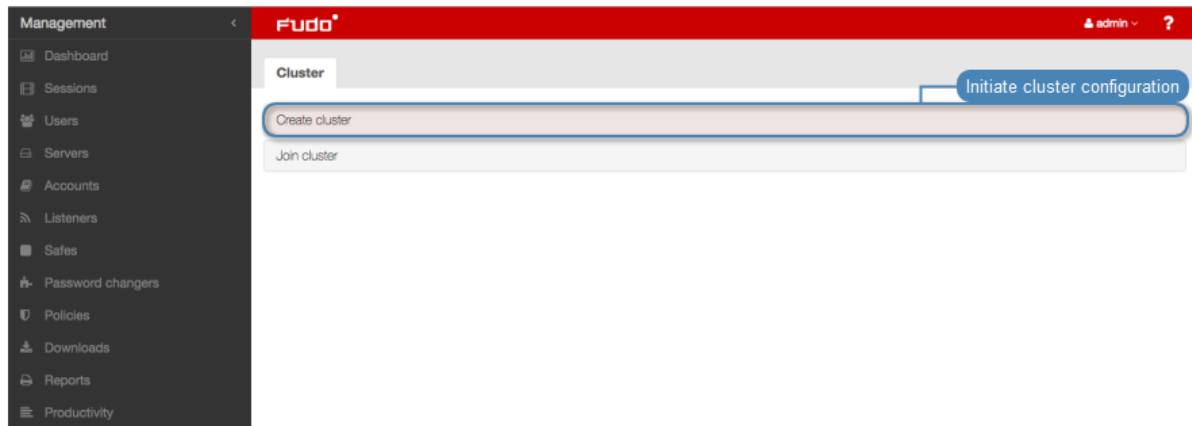 Management
FUDO
admin
?
Dashboard
Sessions
Users
Servers
Accounts
Listeners
Safes
Password changers
Policies
Downloads
Reports
Productivity
Cluster
Initiate cluster configuration
Create cluster
Join cluster